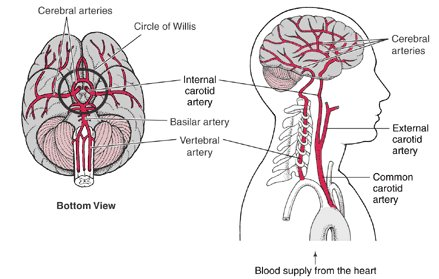 Cerebral arteries
Circle of Willis
Internal
carotid
artery
Basilar artery
Vertebral
artery
Bottom View
Cerebral
arteries
External
carotid
artery
Common
carotid
artery
Blood supply from the heart